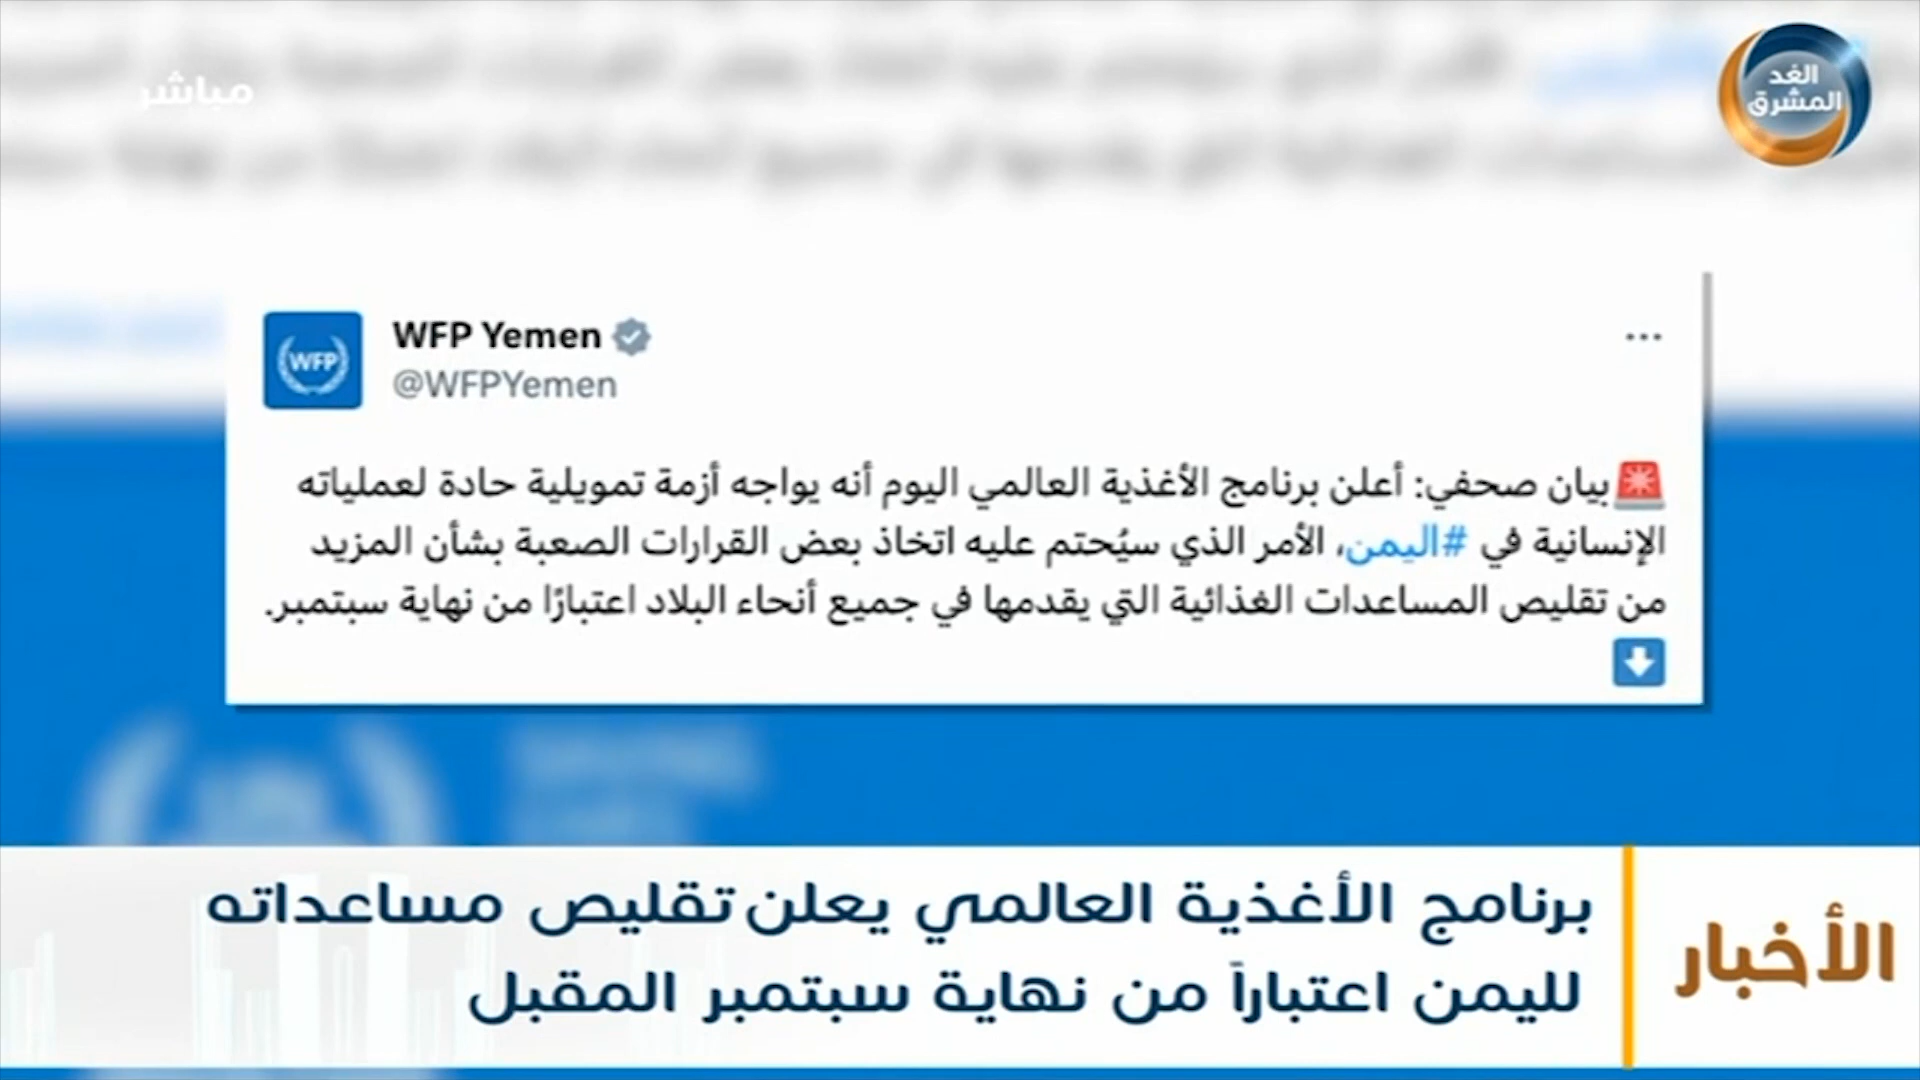 مباشر
الغد
المشرق
WFP Yemen
@WFPYemen
WFP
🚨بيان صحفي: أعلن برنامج الأغذية العالمي اليوم أنه يواجه أزمة تمويلية حادة لعملياته
الإنسانية في #اليمن، الأمر الذي سيُحتم عليه اتخاذ بعض القرارات الصعبة بشأن المزيد
من تقليص المساعدات الغذائية التي يقدمها في جميع أنحاء البلاد اعتبارًا من نهاية سبتمبر.
⬇️
الأخبار
برنامج الأغذية العالمي يعلن تقليص مساعداته
لليمن اعتباراً من نهاية سبتمبر المقبل